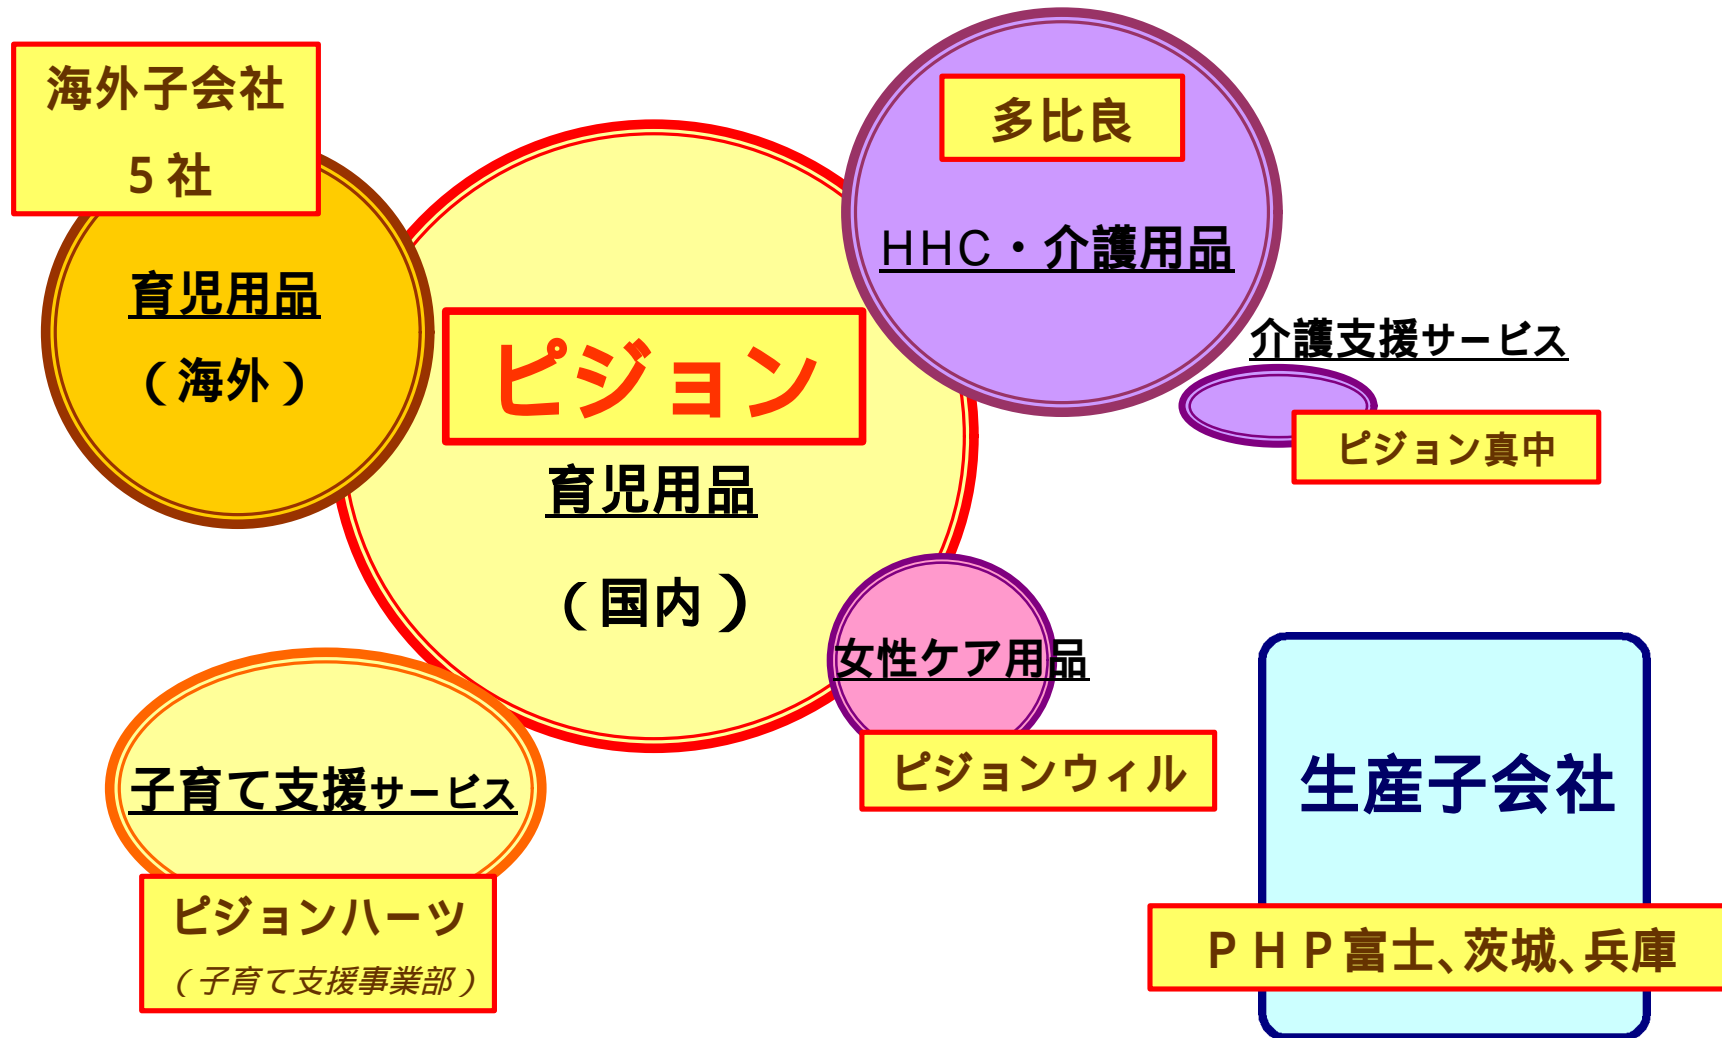 海外子会社
5社
育児用品
（海外）
ピジョン
育児用品
（国内）
多比良
HHC・介護用品
介護支援サービス
ピジョン真中
女性ケア用品
ピジョンウィル
子育て支援サービス
ピジョンハーツ
（子育て支援事業部）
生産子会社
ＰＨＰ富士、茨城、兵庫